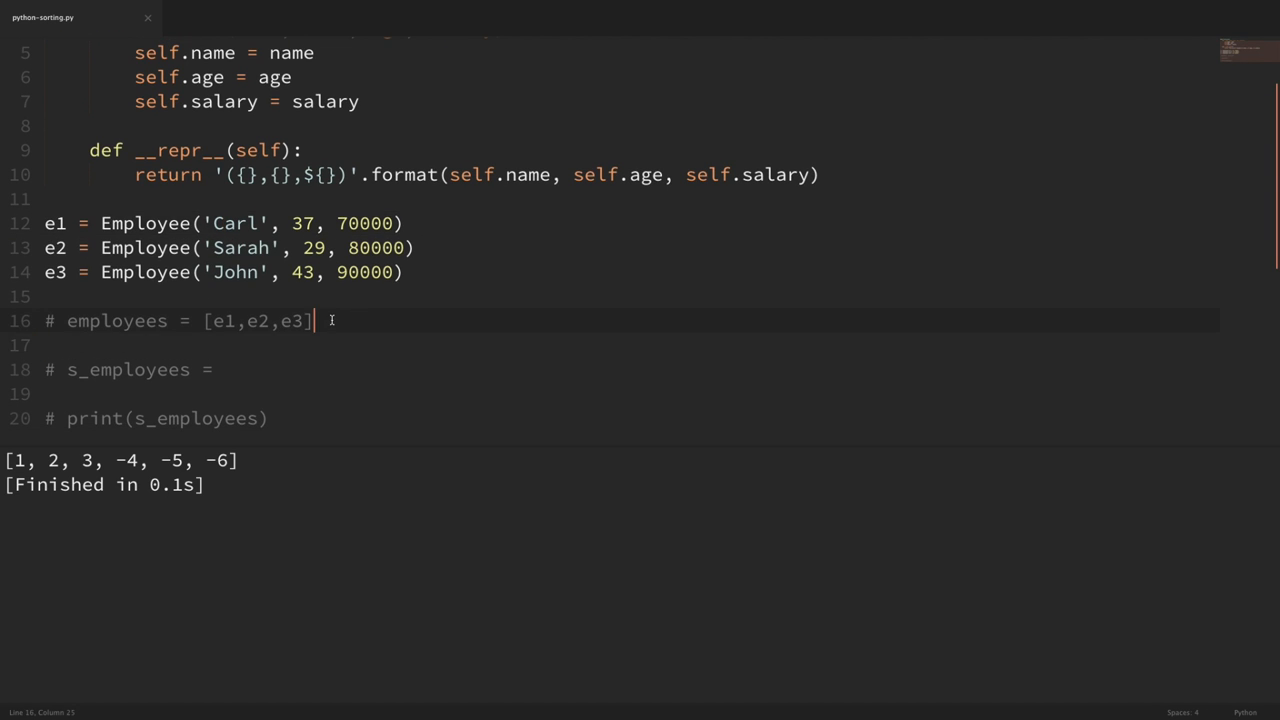 python-sorting.py ×
5 self.name = name
6 self.age = age
7 self.salary = salary
8
9 def __repr__(self):
10 return '({},{},${})'.format(self.name, self.age, self.salary)
11
12 e1 = Employee('Carl', 37, 70000)
13 e2 = Employee('Sarah', 29, 80000)
14 e3 = Employee('John', 43, 90000)
15
16 # employees = [e1,e2,e3]
17
18 # s_employees =
19
20 # print(s_employees)
[1, 2, 3, -4, -5, -6]
[Finished in 0.1s]
Line 16, Column 25 Spaces: 4 Python